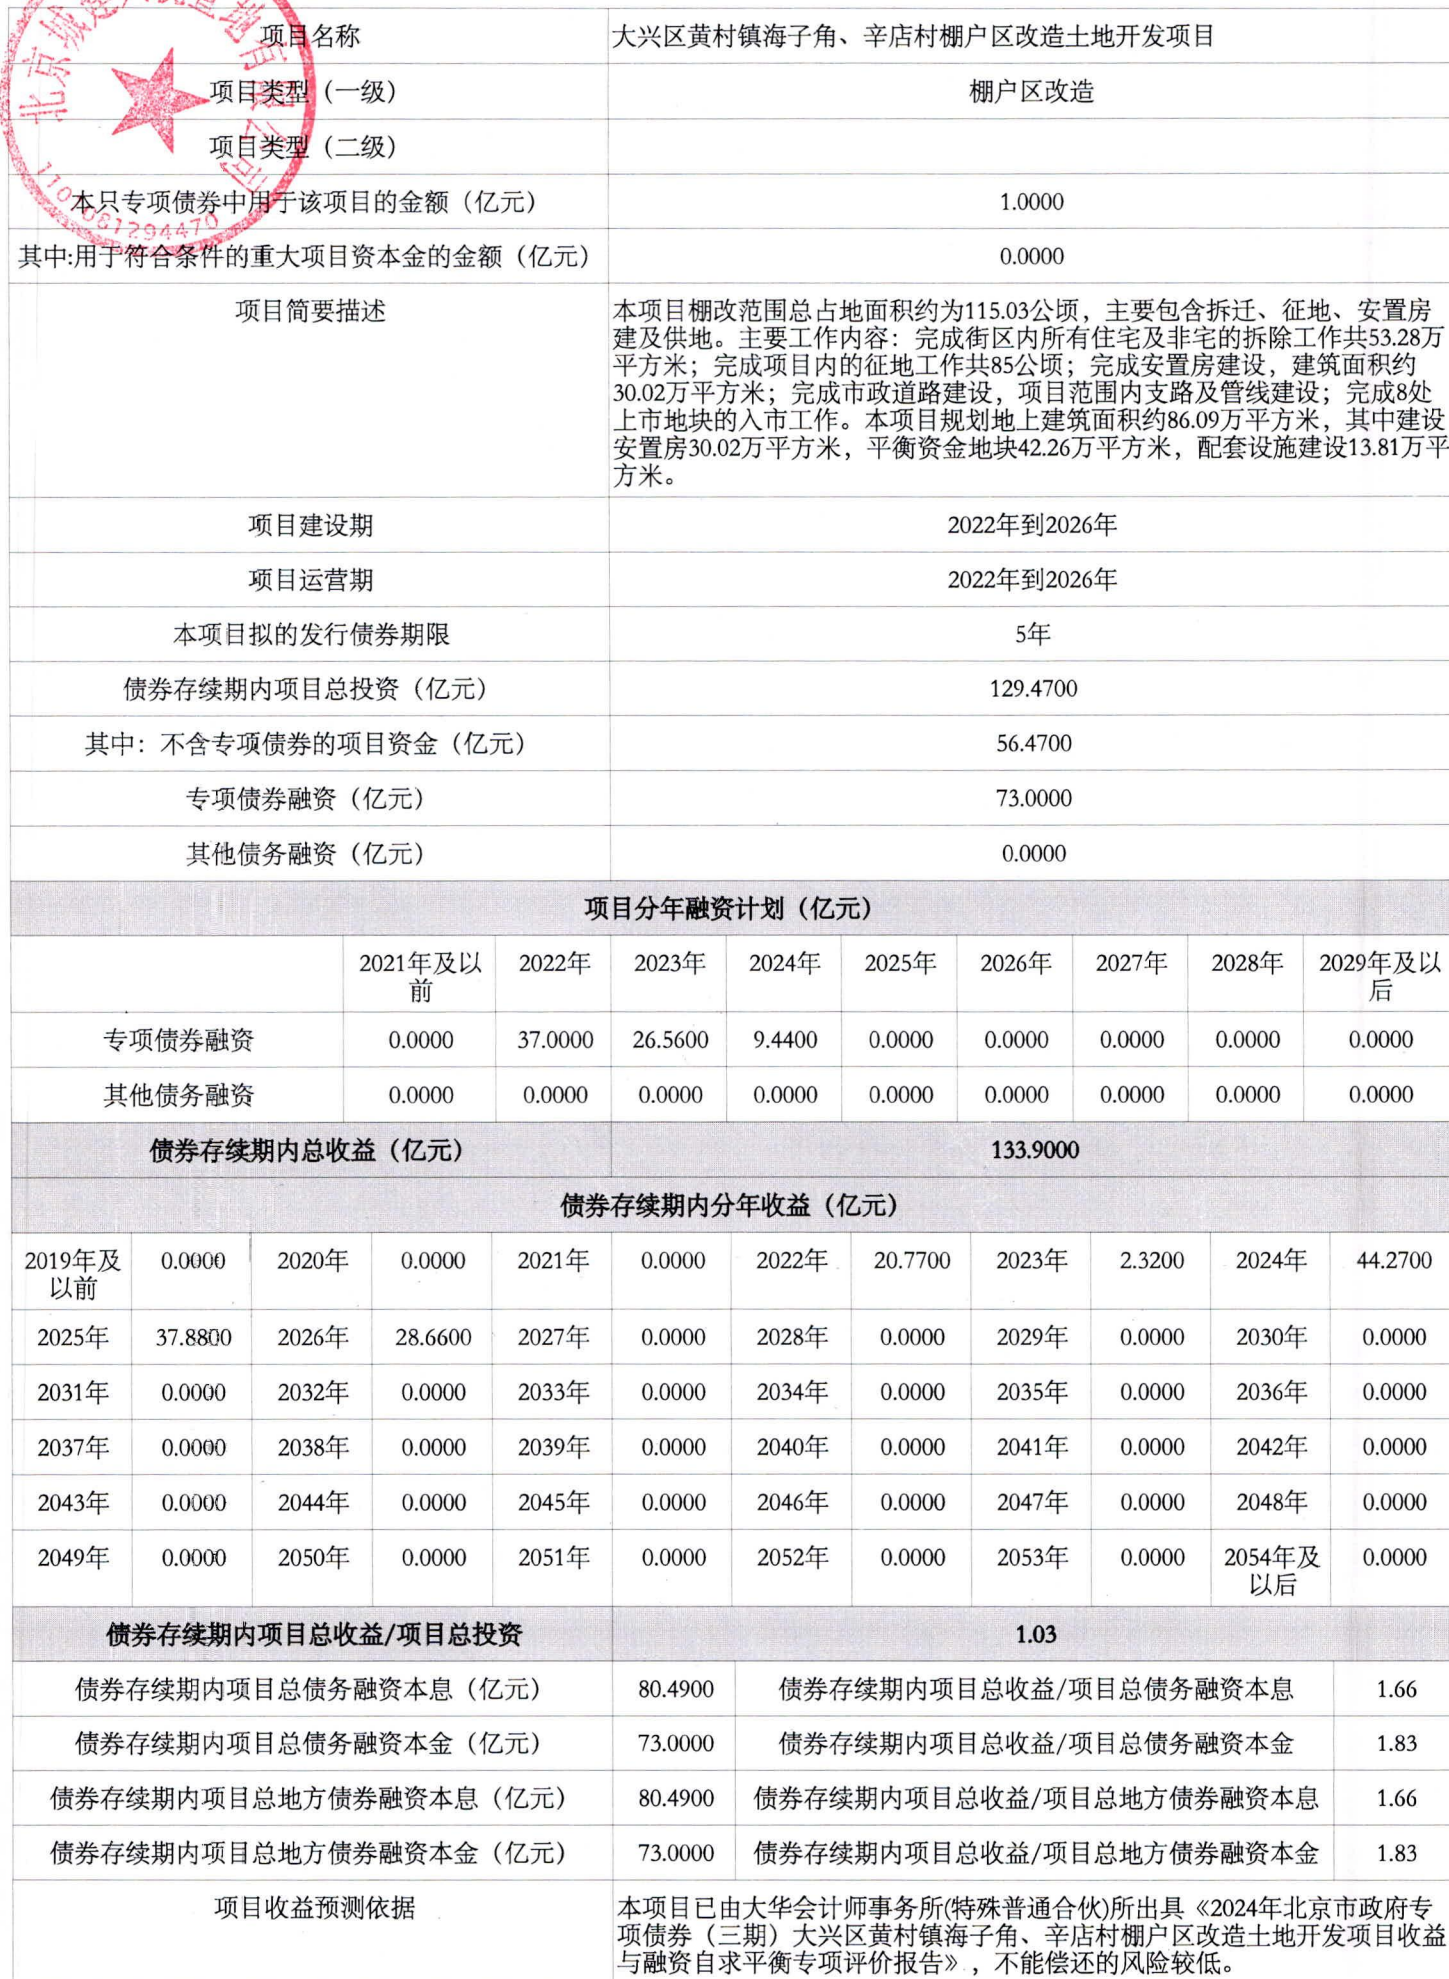 项目名称 大兴区黄村镇海子角、辛店村棚户区改造土地开发项目
项目类型（一级） 棚户区改造
项目类型（二级）
本只专项债券中用于该项目的金额（亿元） 1.0000
其中:用于符合条件的重大项目资本金的金额（亿元） 0.0000
1101081294470
项目简要描述 本项目棚改范围总占地面积约为115.03公顷，主要包含拆迁、征地、安置房
建及供地。主要工作内容：完成街区内所有住宅及非宅的拆除工作共53.28万
平方米；完成项目内的征地工作共85公顷；完成安置房建设，建筑面积约
30.02万平方米；完成市政道路建设，项目范围内支路及管线建设；完成8处
上市地块的入市工作。本项目规划地上建筑面积约86.09万平方米，其中建设
安置房30.02万平方米，平衡资金地块42.26万平方米，配套设施建设13.81万平
方米。
项目建设期 2022年到2026年
项目运营期 2022年到2026年
本项目拟的发行债券期限 5年
债券存续期内项目总投资（亿元） 129.4700
其中：不含专项债券的项目资金（亿元） 56.4700
专项债券融资（亿元） 73.0000
其他债务融资（亿元） 0.0000
项目分年融资计划（亿元）
2021年及以 2022年 2023年 2024年 2025年 2026年 2027年 2028年 2029年及以
前 后
专项债券融资 0.0000 37.0000 26.5600 9.4400 0.0000 0.0000 0.0000 0.0000 0.0000
其他债务融资 0.0000 0.0000 0.0000 0.0000 0.0000 0.0000 0.0000 0.0000 0.0000
债券存续期内总收益（亿元） 133.9000
债券存续期内分年收益（亿元）
2019年及 0.0000 2020年 0.0000 2021年 0.0000 2022年 20.7700 2023年 2.3200 2024年 44.2700
以前
2025年 37.8800 2026年 28.6600 2027年 0.0000 2028年 0.0000 2029年 0.0000 2030年 0.0000
2031年 0.0000 2032年 0.0000 2033年 0.0000 2034年 0.0000 2035年 0.0000 2036年 0.0000
2037年 0.0000 2038年 0.0000 2039年 0.0000 2040年 0.0000 2041年 0.0000 2042年 0.0000
2043年 0.0000 2044年 0.0000 2045年 0.0000 2046年 0.0000 2047年 0.0000 2048年 0.0000
2049年 0.0000 2050年 0.0000 2051年 0.0000 2052年 0.0000 2053年 0.0000 2054年及 0.0000
以后
债券存续期内项目总收益/项目总投资 1.03
债券存续期内项目总债务融资本息（亿元） 80.4900 债券存续期内项目总收益/项目总债务融资本息 1.66
债券存续期内项目总债务融资本金（亿元） 73.0000 债券存续期内项目总收益/项目总债务融资本金 1.83
债券存续期内项目总地方债券融资本息（亿元） 80.4900 债券存续期内项目总收益/项目总地方债券融资本息 1.66
债券存续期内项目总地方债券融资本金（亿元） 73.0000 债券存续期内项目总收益/项目总地方债券融资本金 1.83
项目收益预测依据 本项目已由大华会计师事务所(特殊普通合伙)所出具《2024年北京市政府专
项债券（三期）大兴区黄村镇海子角、辛店村棚户区改造土地开发项目收益
与融资自求平衡专项评价报告》，不能偿还的风险较低。